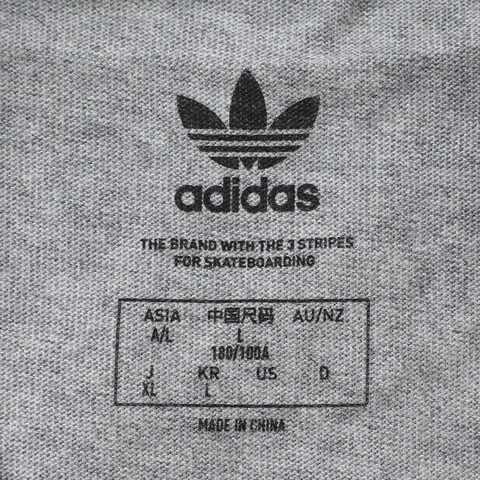 adidas
THE BRAND WITH THE 3 STRIPES
FOR SKATEBOARDING
ASIA 中国尺码 AU/NZ
A/L L
180/100A
J KR US D
XL L
MADE IN CHINA